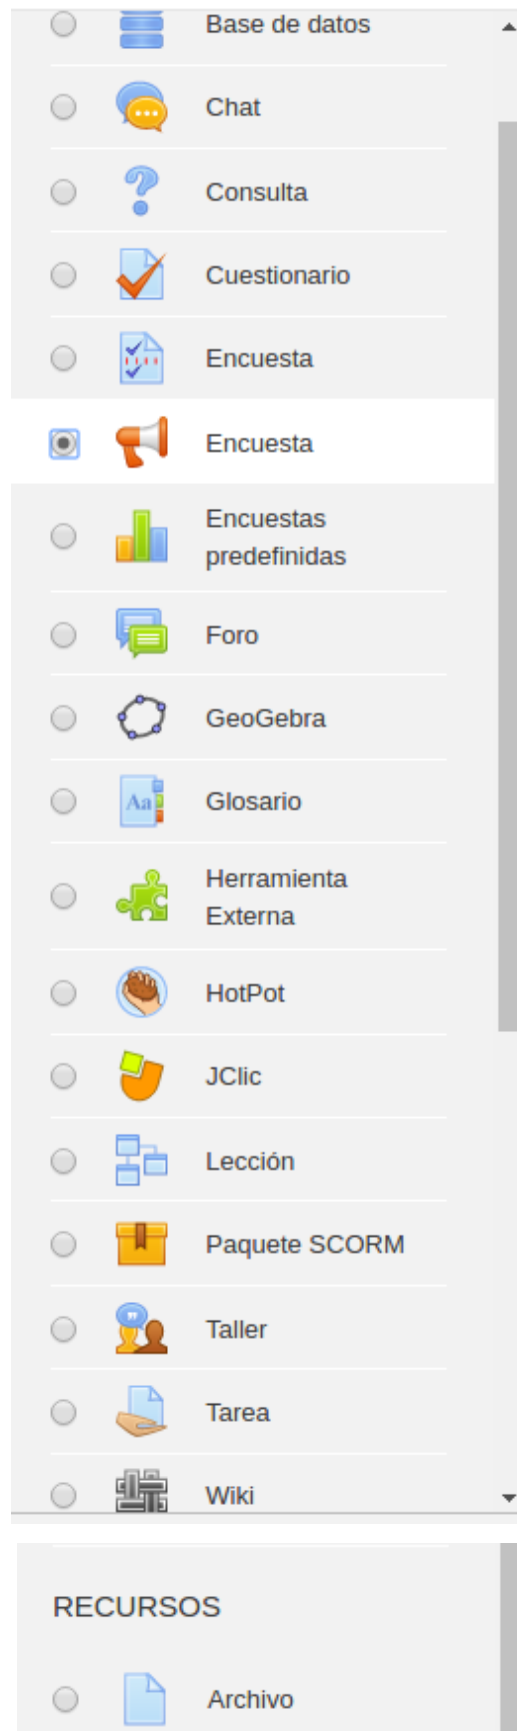 Base de datos
Chat
Consulta
Cuestionario
Encuesta
Encuesta
Encuestas
predefinidas
Foro
GeoGebra
Aa
Glosario
Herramienta
Externa
HotPot
JClic
Lección
Paquete SCORM
Taller
Tarea
Wiki
RECURSOS
Archivo